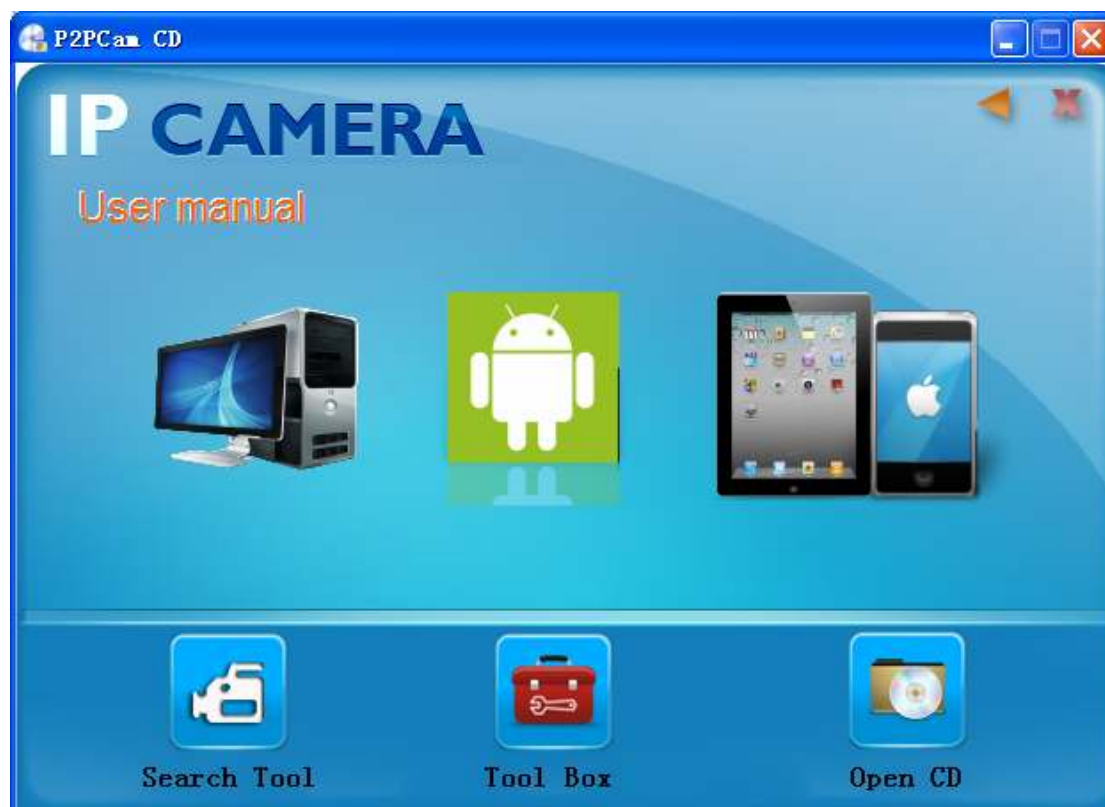 P2PCam CD
IP CAMERA
User manual
Search Tool
Tool Box
Open CD